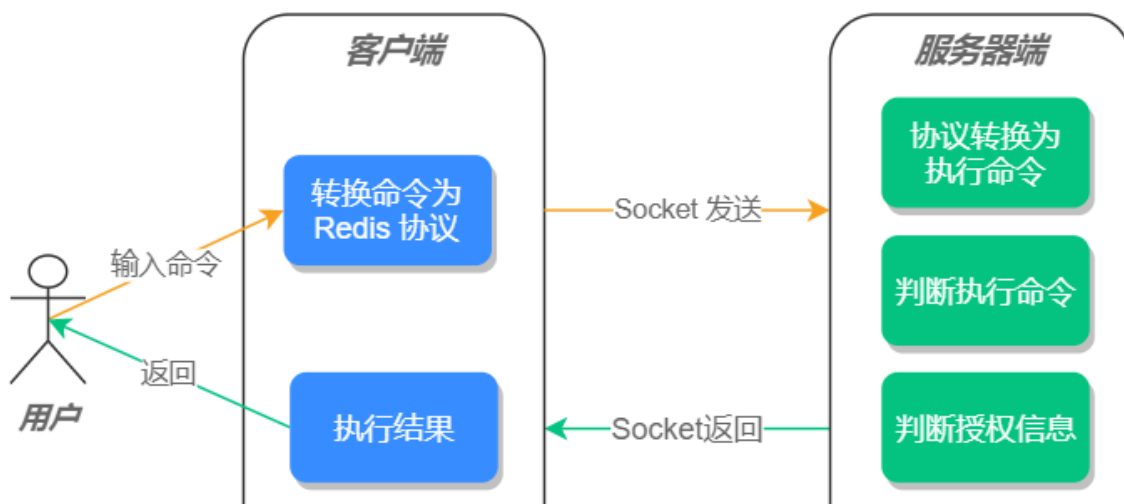 客户端
服务器端
协议转换为
执行命令
转换命令为
Redis 协议
Socket 发送
输入命令
判断执行命令
返回
用户
执行结果
Socket返回
判断授权信息